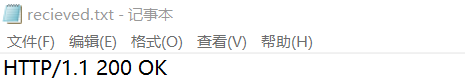 recieved.txt - 记事本
文件(F) 编辑(E) 格式(O) 查看(V) 帮助(H)
HTTP/1.1 200 OK